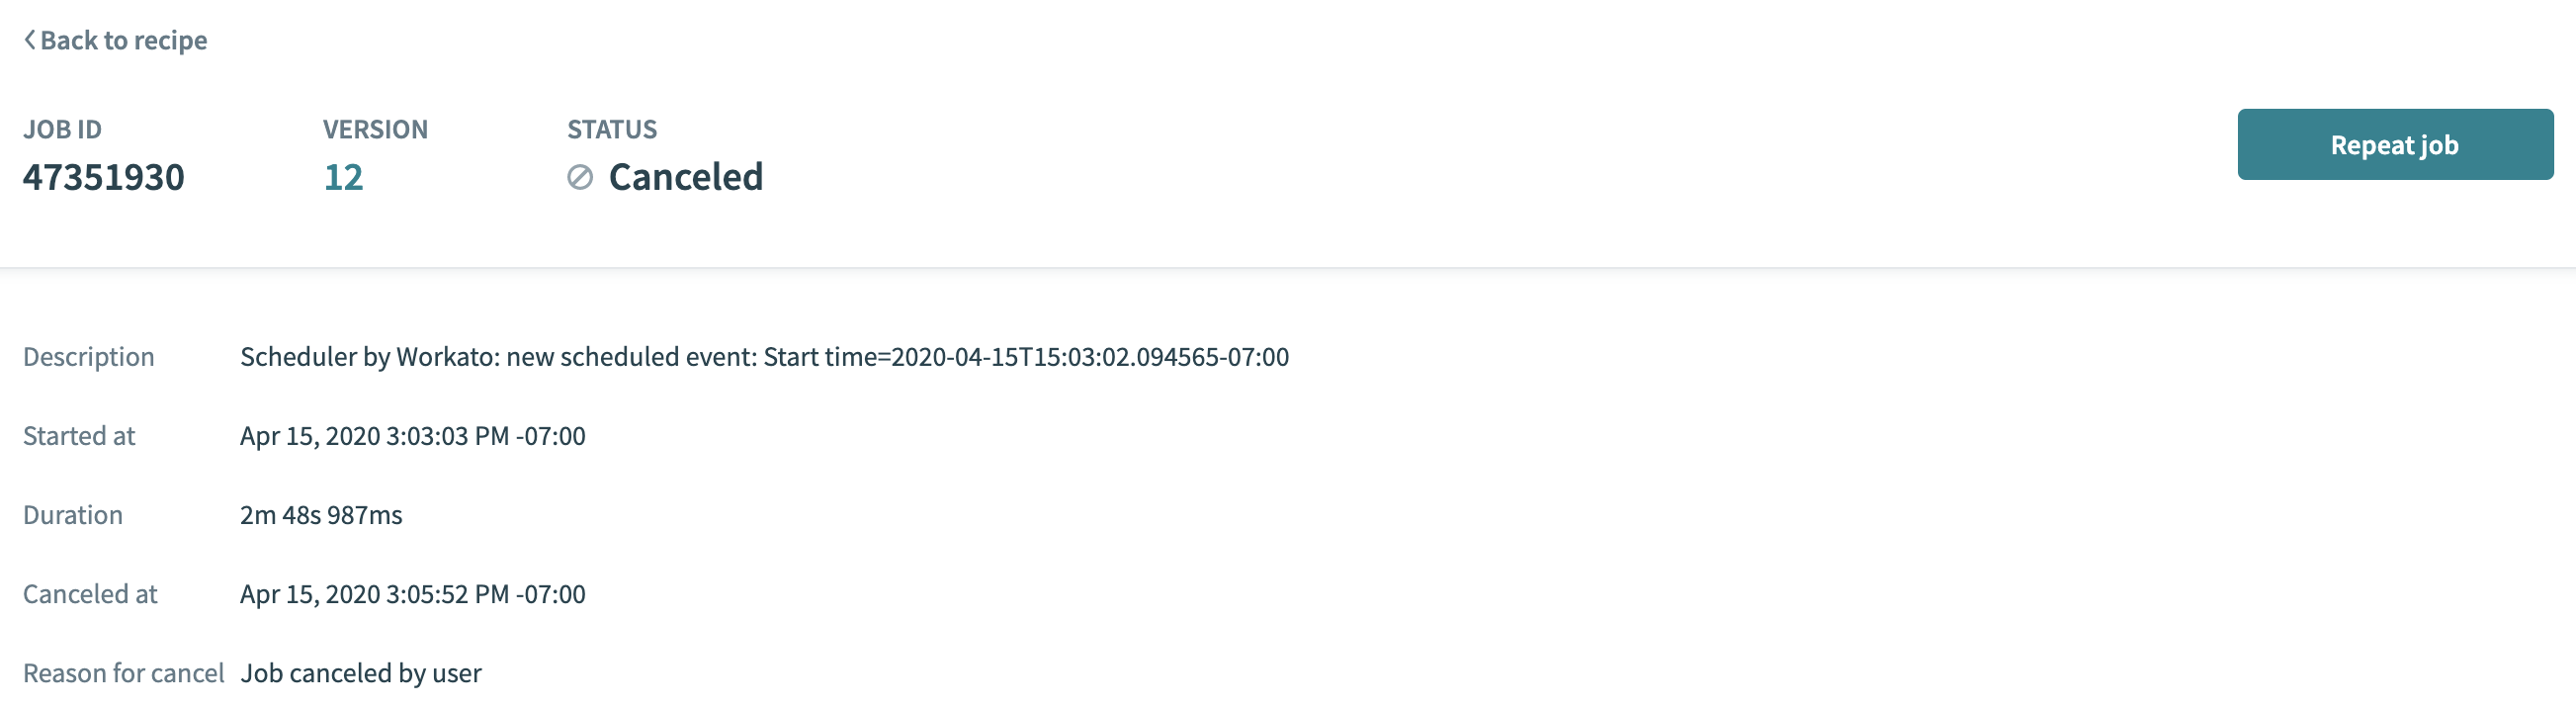 Back to recipe
JOB ID VERSION STATUS
47351930 12 Canceled
Repeat job
Description Scheduler by Workato: new scheduled event: Start time=2020-04-15T15:03:02.094565-07:00
Started at Apr 15, 2020 3:03:03 PM -07:00
Duration 2m 48s 987ms
Canceled at Apr 15, 2020 3:05:52 PM -07:00
Reason for cancel Job canceled by user